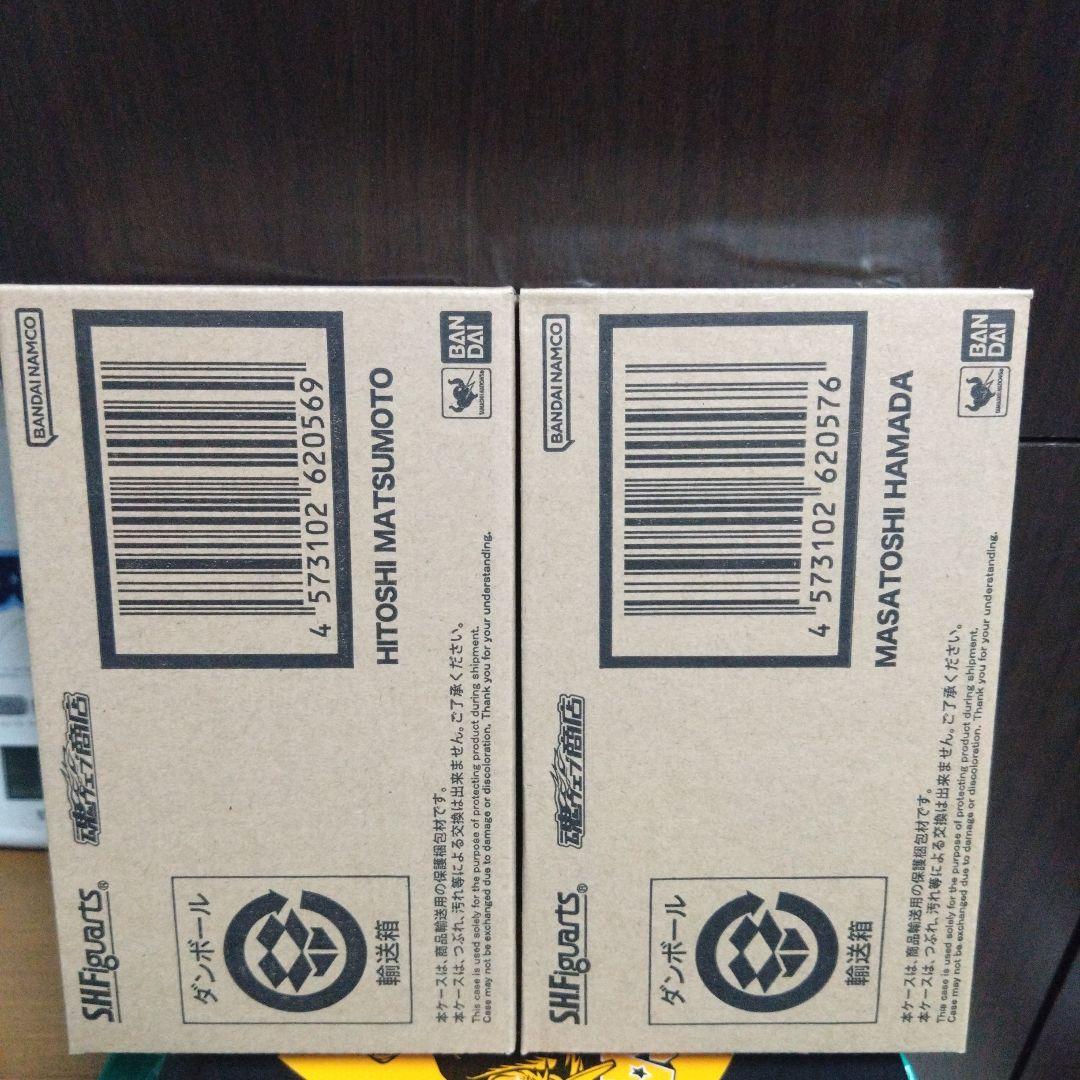 BANDAI NAMCO
4 573102 620569
HITOSHI MATSUMOTO
BAN
DAI
TAMASHII NATIONS
魂ウェブ商店
S.H.Figuarts®
ダンボール
輸送箱
本ケースは、商品輸送用の保護梱包材です。
本ケースは、つぶれ、汚れ等による交換は出来ません。ご了承ください。
This case is used solely for the purpose of protecting product during shipment.
Case may not be exchanged due to damage or discoloration. Thank you for your understanding.
BANDAI NAMCO
4 573102 620576
MASATOSHI HAMADA
BAN
DAI
TAMASHII NATIONS
魂ウェブ商店
S.H.Figuarts®
ダンボール
輸送箱
本ケースは、商品輸送用の保護梱包材です。
本ケースは、つぶれ、汚れ等による交換は出来ません。ご了承ください。
This case is used solely for the purpose of protecting product during shipment.
Case may not be exchanged due to damage or discoloration. Thank you for your understanding.